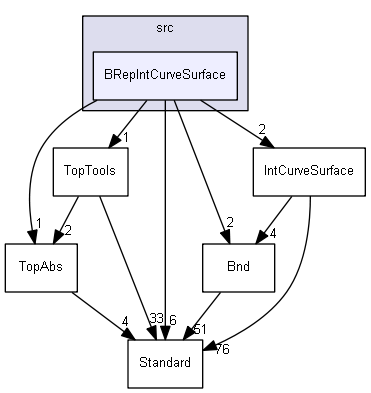 src
BRepIntCurveSurface
1
2
TopTools
IntCurveSurface
1
2
2
4
TopAbs
Bnd
4
33
6
51
76
Standard